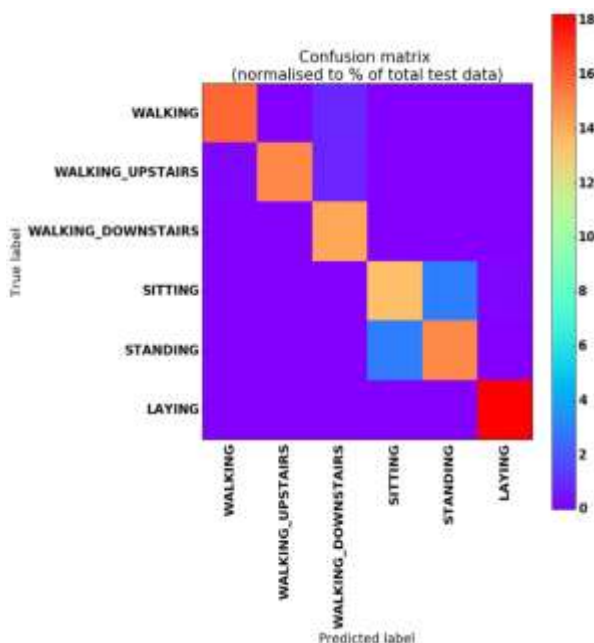 Confusion matrix
(normalised to % of total test data)
True label
WALKING
WALKING_UPSTAIRS
WALKING_DOWNSTAIRS
SITTING
STANDING
LAYING
WALKING
WALKING_UPSTAIRS
WALKING_DOWNSTAIRS
SITTING
STANDING
LAYING
Predicted label
18
16
14
12
10
8
6
4
2
0